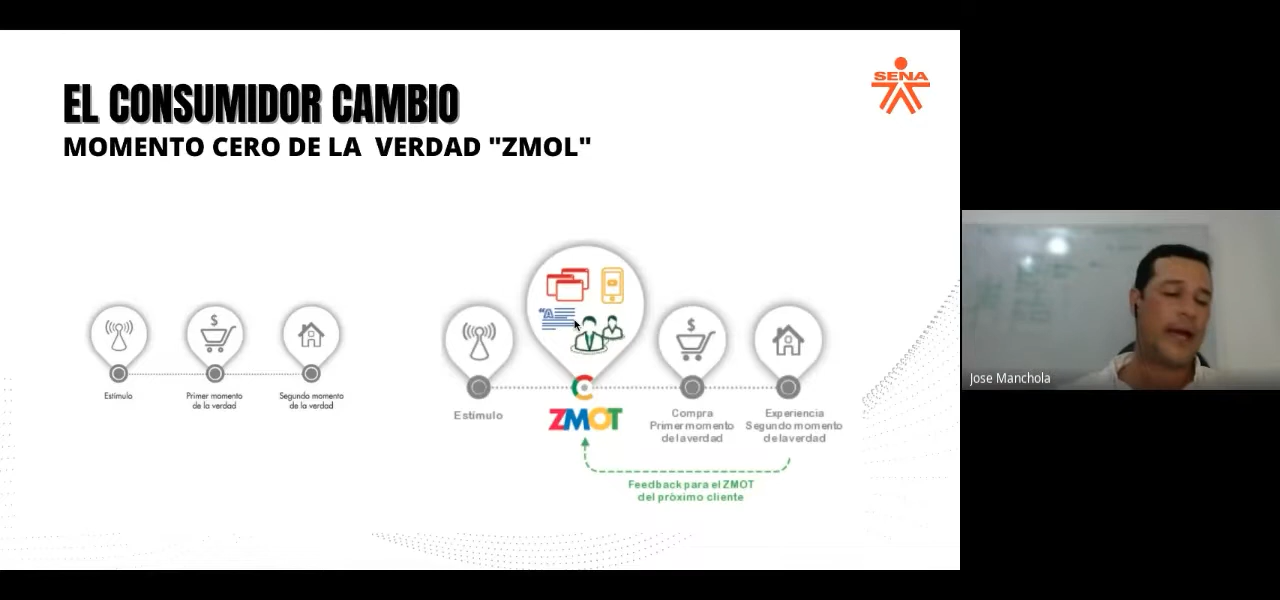 EL CONSUMIDOR CAMBIO
SENA
MOMENTO CERO DE LA VERDAD "ZMOL"
$
$
"A
Estímulo
Primer momento
de la verdad
Segundo momento
de la verdad
Estímulo
ZMOT
Compra
Primer momento
de la verdad
Experiencia
Segundo momento
de la verdad
Feedback para el ZMOT
del próximo cliente
Jose Manchola